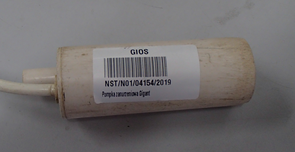 GIOS
NST/N01/04154/2019
Pompka zanurzeniowa Gigant